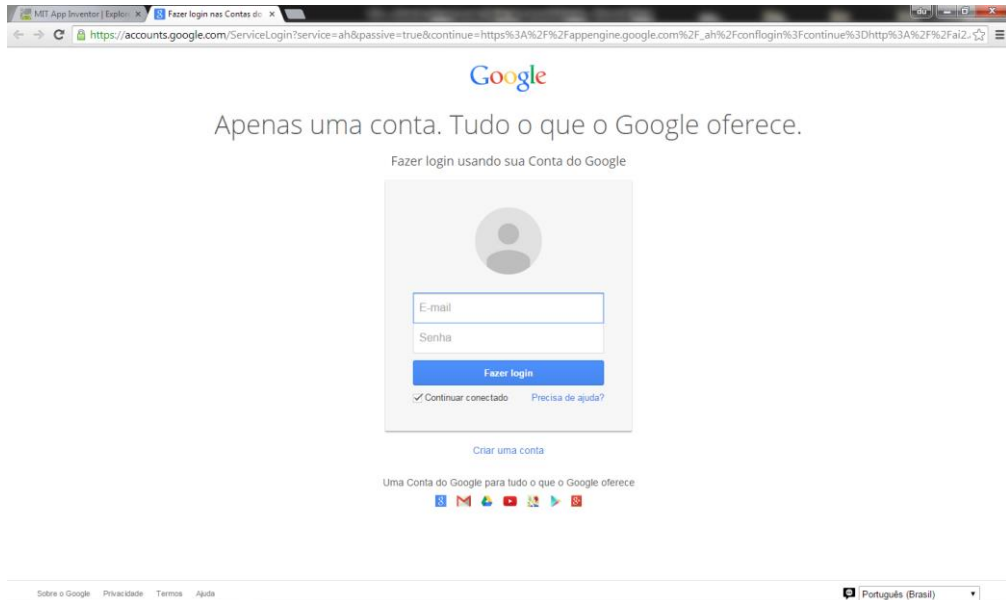 MIT App Inventor | Explor
Fazer login nas Contas do
https://accounts.google.com/ServiceLogin?service=ah&passive=true&continue=https%3A%2F%2Fappengine.google.com%2F_ah%2Fconflogin%3Fcontinue%3Dhttp%3A%2F%2Fai2.
Google
Apenas uma conta. Tudo o que o Google oferece.
Fazer login usando sua Conta do Google
E-mail
Senha
Fazer login
Continuar conectado Precisa de ajuda?
Criar uma conta
Uma Conta do Google para tudo o que o Google oferece
Sobre o Google Privacidade Termos Ajuda
Português (Brasil)